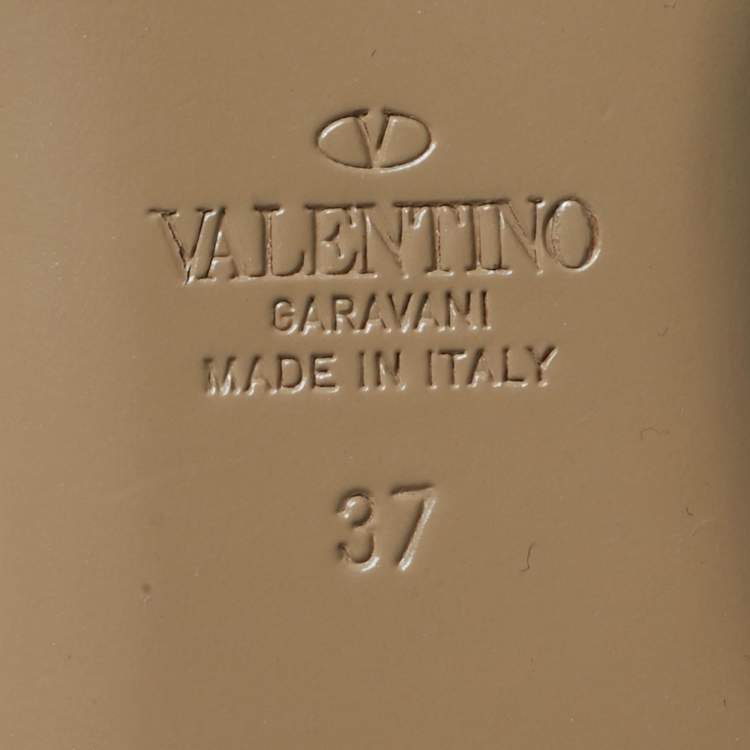 V
VALENTINO
GARAVANI
MADE IN ITALY
37